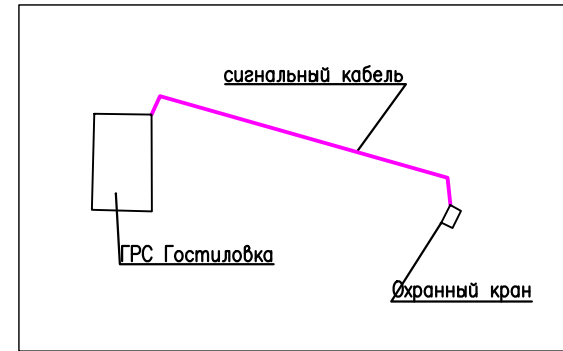 сигнальный кабель
ГРС Гостиловка
Охранный кран